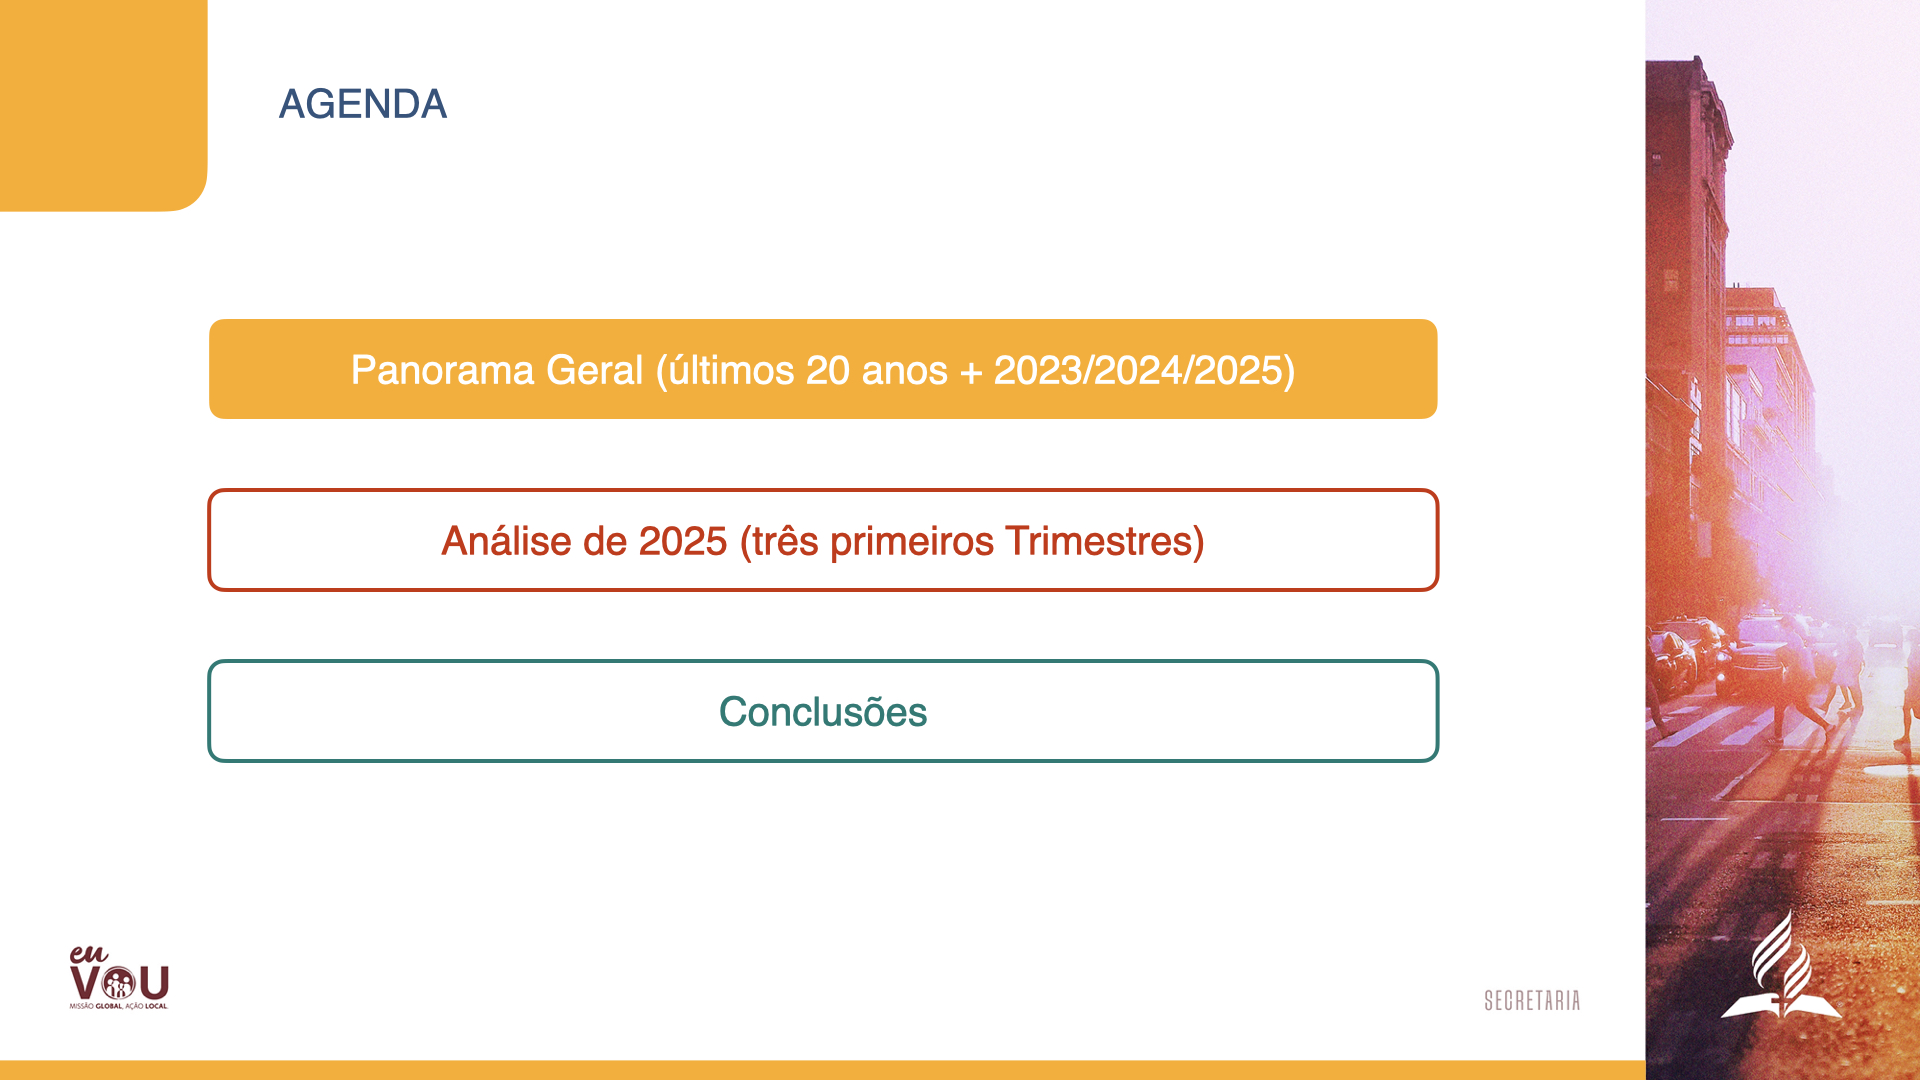 AGENDA
Panorama Geral (últimos 20 anos + 2023/2024/2025)
Análise de 2025 (três primeiros Trimestres)
Conclusões
eu
VOU
MISSÃO GLOBAL, AÇÃO LOCAL
SECRETARIA